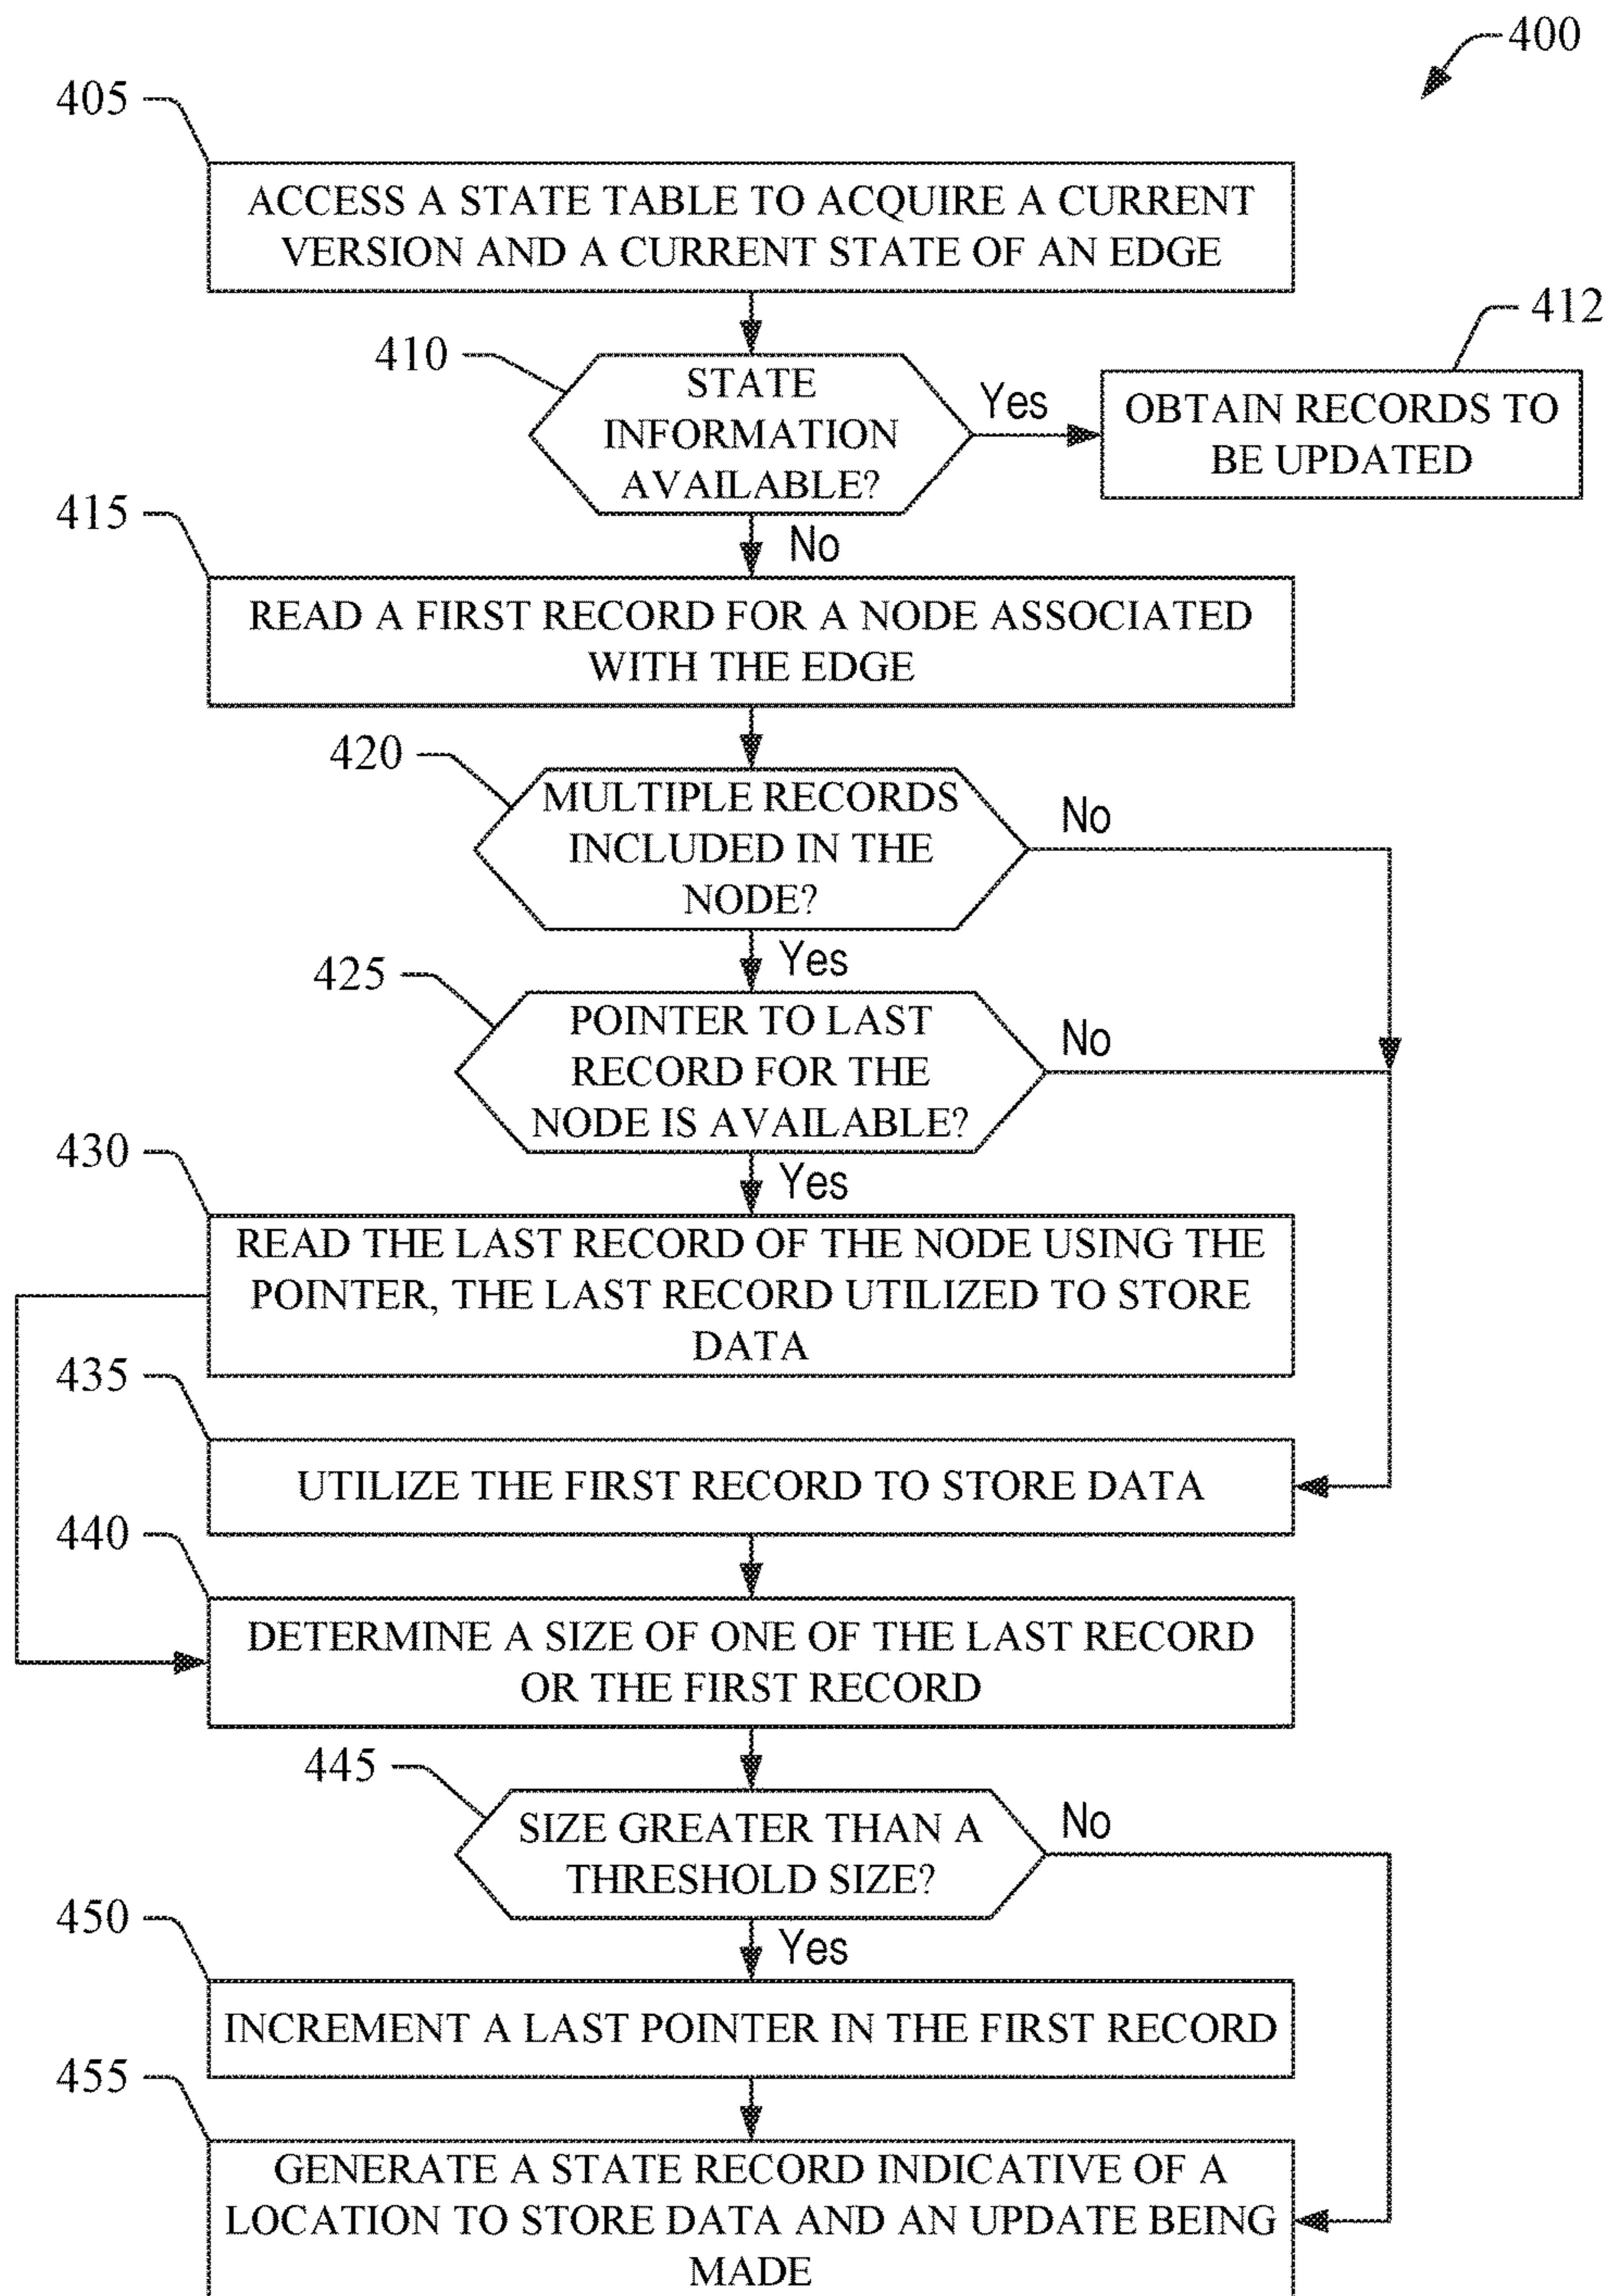 400
405
ACCESS A STATE TABLE TO ACQUIRE A CURRENT
VERSION AND A CURRENT STATE OF AN EDGE
410
STATE
INFORMATION
AVAILABLE?
Yes
412
OBTAIN RECORDS TO
BE UPDATED
No
415
READ A FIRST RECORD FOR A NODE ASSOCIATED
WITH THE EDGE
420
MULTIPLE RECORDS
INCLUDED IN THE
NODE?
No
Yes
425
POINTER TO LAST
RECORD FOR THE
NODE IS AVAILABLE?
No
Yes
430
READ THE LAST RECORD OF THE NODE USING THE
POINTER, THE LAST RECORD UTILIZED TO STORE
DATA
435
UTILIZE THE FIRST RECORD TO STORE DATA
440
DETERMINE A SIZE OF ONE OF THE LAST RECORD
OR THE FIRST RECORD
445
SIZE GREATER THAN A
THRESHOLD SIZE?
No
Yes
450
INCREMENT A LAST POINTER IN THE FIRST RECORD
455
GENERATE A STATE RECORD INDICATIVE OF A
LOCATION TO STORE DATA AND AN UPDATE BEING
MADE